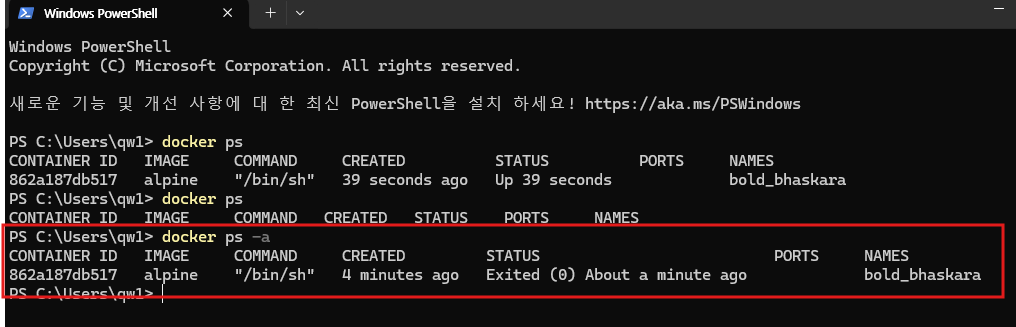 Windows PowerShell
Windows PowerShell
Copyright (C) Microsoft Corporation. All rights reserved.
새로운 기능 및 개선 사항에 대 한 최신 PowerShell을 설치 하세요! https://aka.ms/PSWindows
PS C:\Users\qw1> docker ps
CONTAINER ID   IMAGE     COMMAND     CREATED          STATUS          PORTS     NAMES
862a187db517   alpine    "/bin/sh"   39 seconds ago   Up 39 seconds             bold_bhaskara
PS C:\Users\qw1> docker ps
CONTAINER ID   IMAGE     COMMAND   CREATED   STATUS    PORTS     NAMES
PS C:\Users\qw1> docker ps -a
CONTAINER ID   IMAGE     COMMAND     CREATED         STATUS                          PORTS     NAMES
862a187db517   alpine    "/bin/sh"   4 minutes ago   Exited (0) About a minute ago             bold_bhaskara
PS C:\Users\qw1>